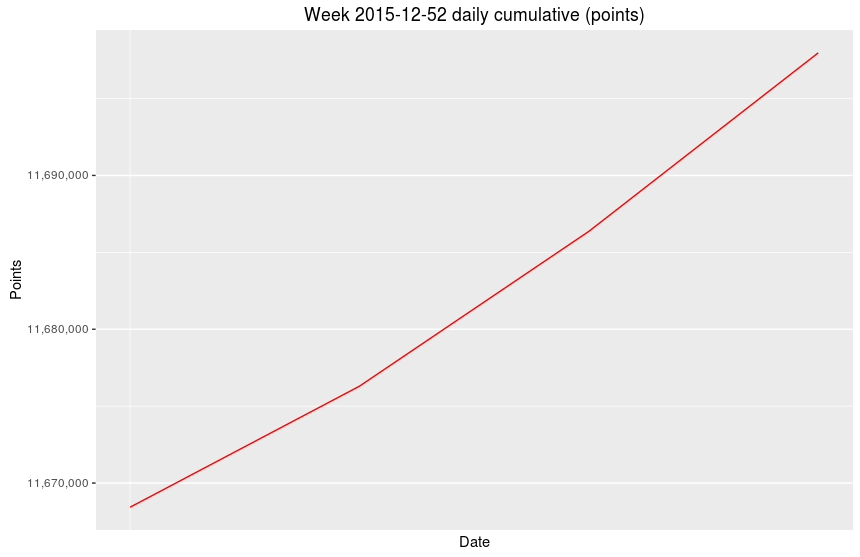 Week 2015-12-52 daily cumulative (points)
11,690,000
Points
11,680,000
11,670,000
Date